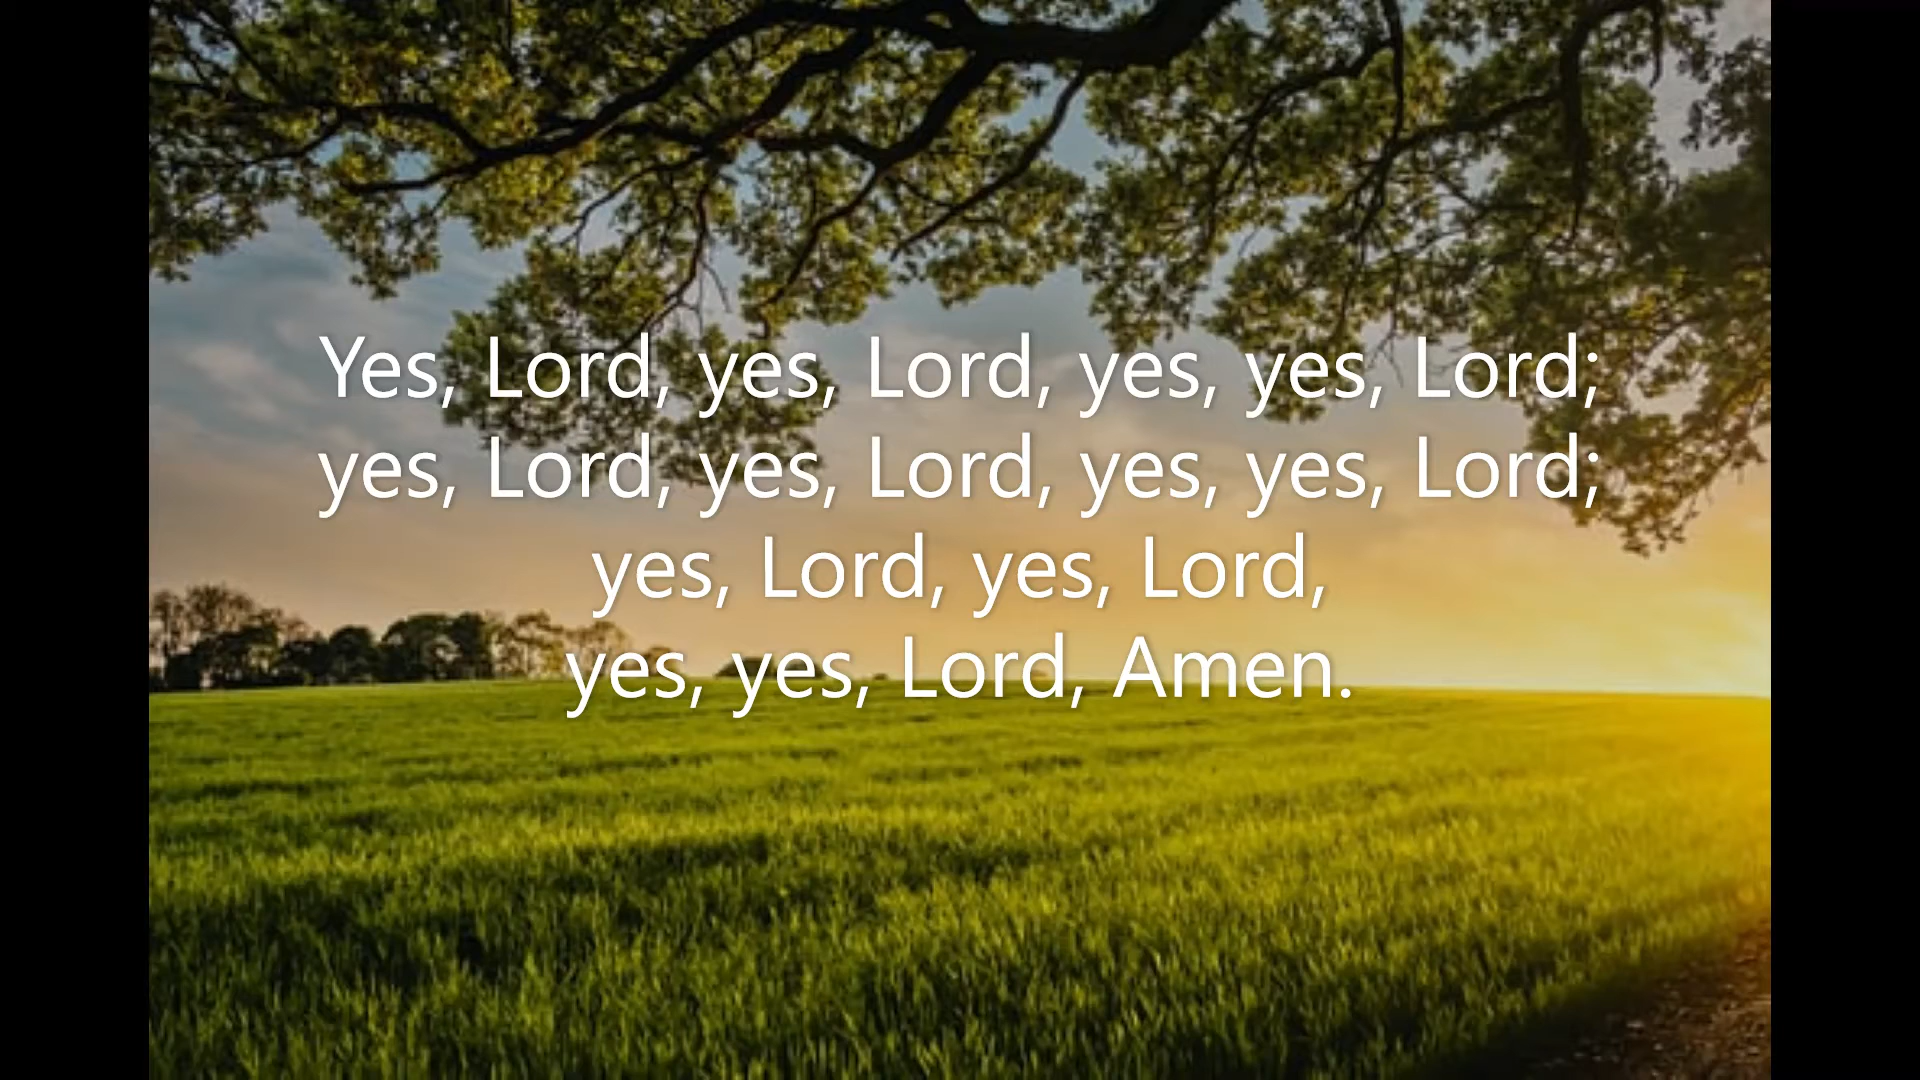 Yes, Lord, yes, Lord, yes, yes, Lord;
yes, Lord, yes, Lord, yes, yes, Lord;
yes, Lord, yes, Lord,
yes, yes, Lord, Amen.